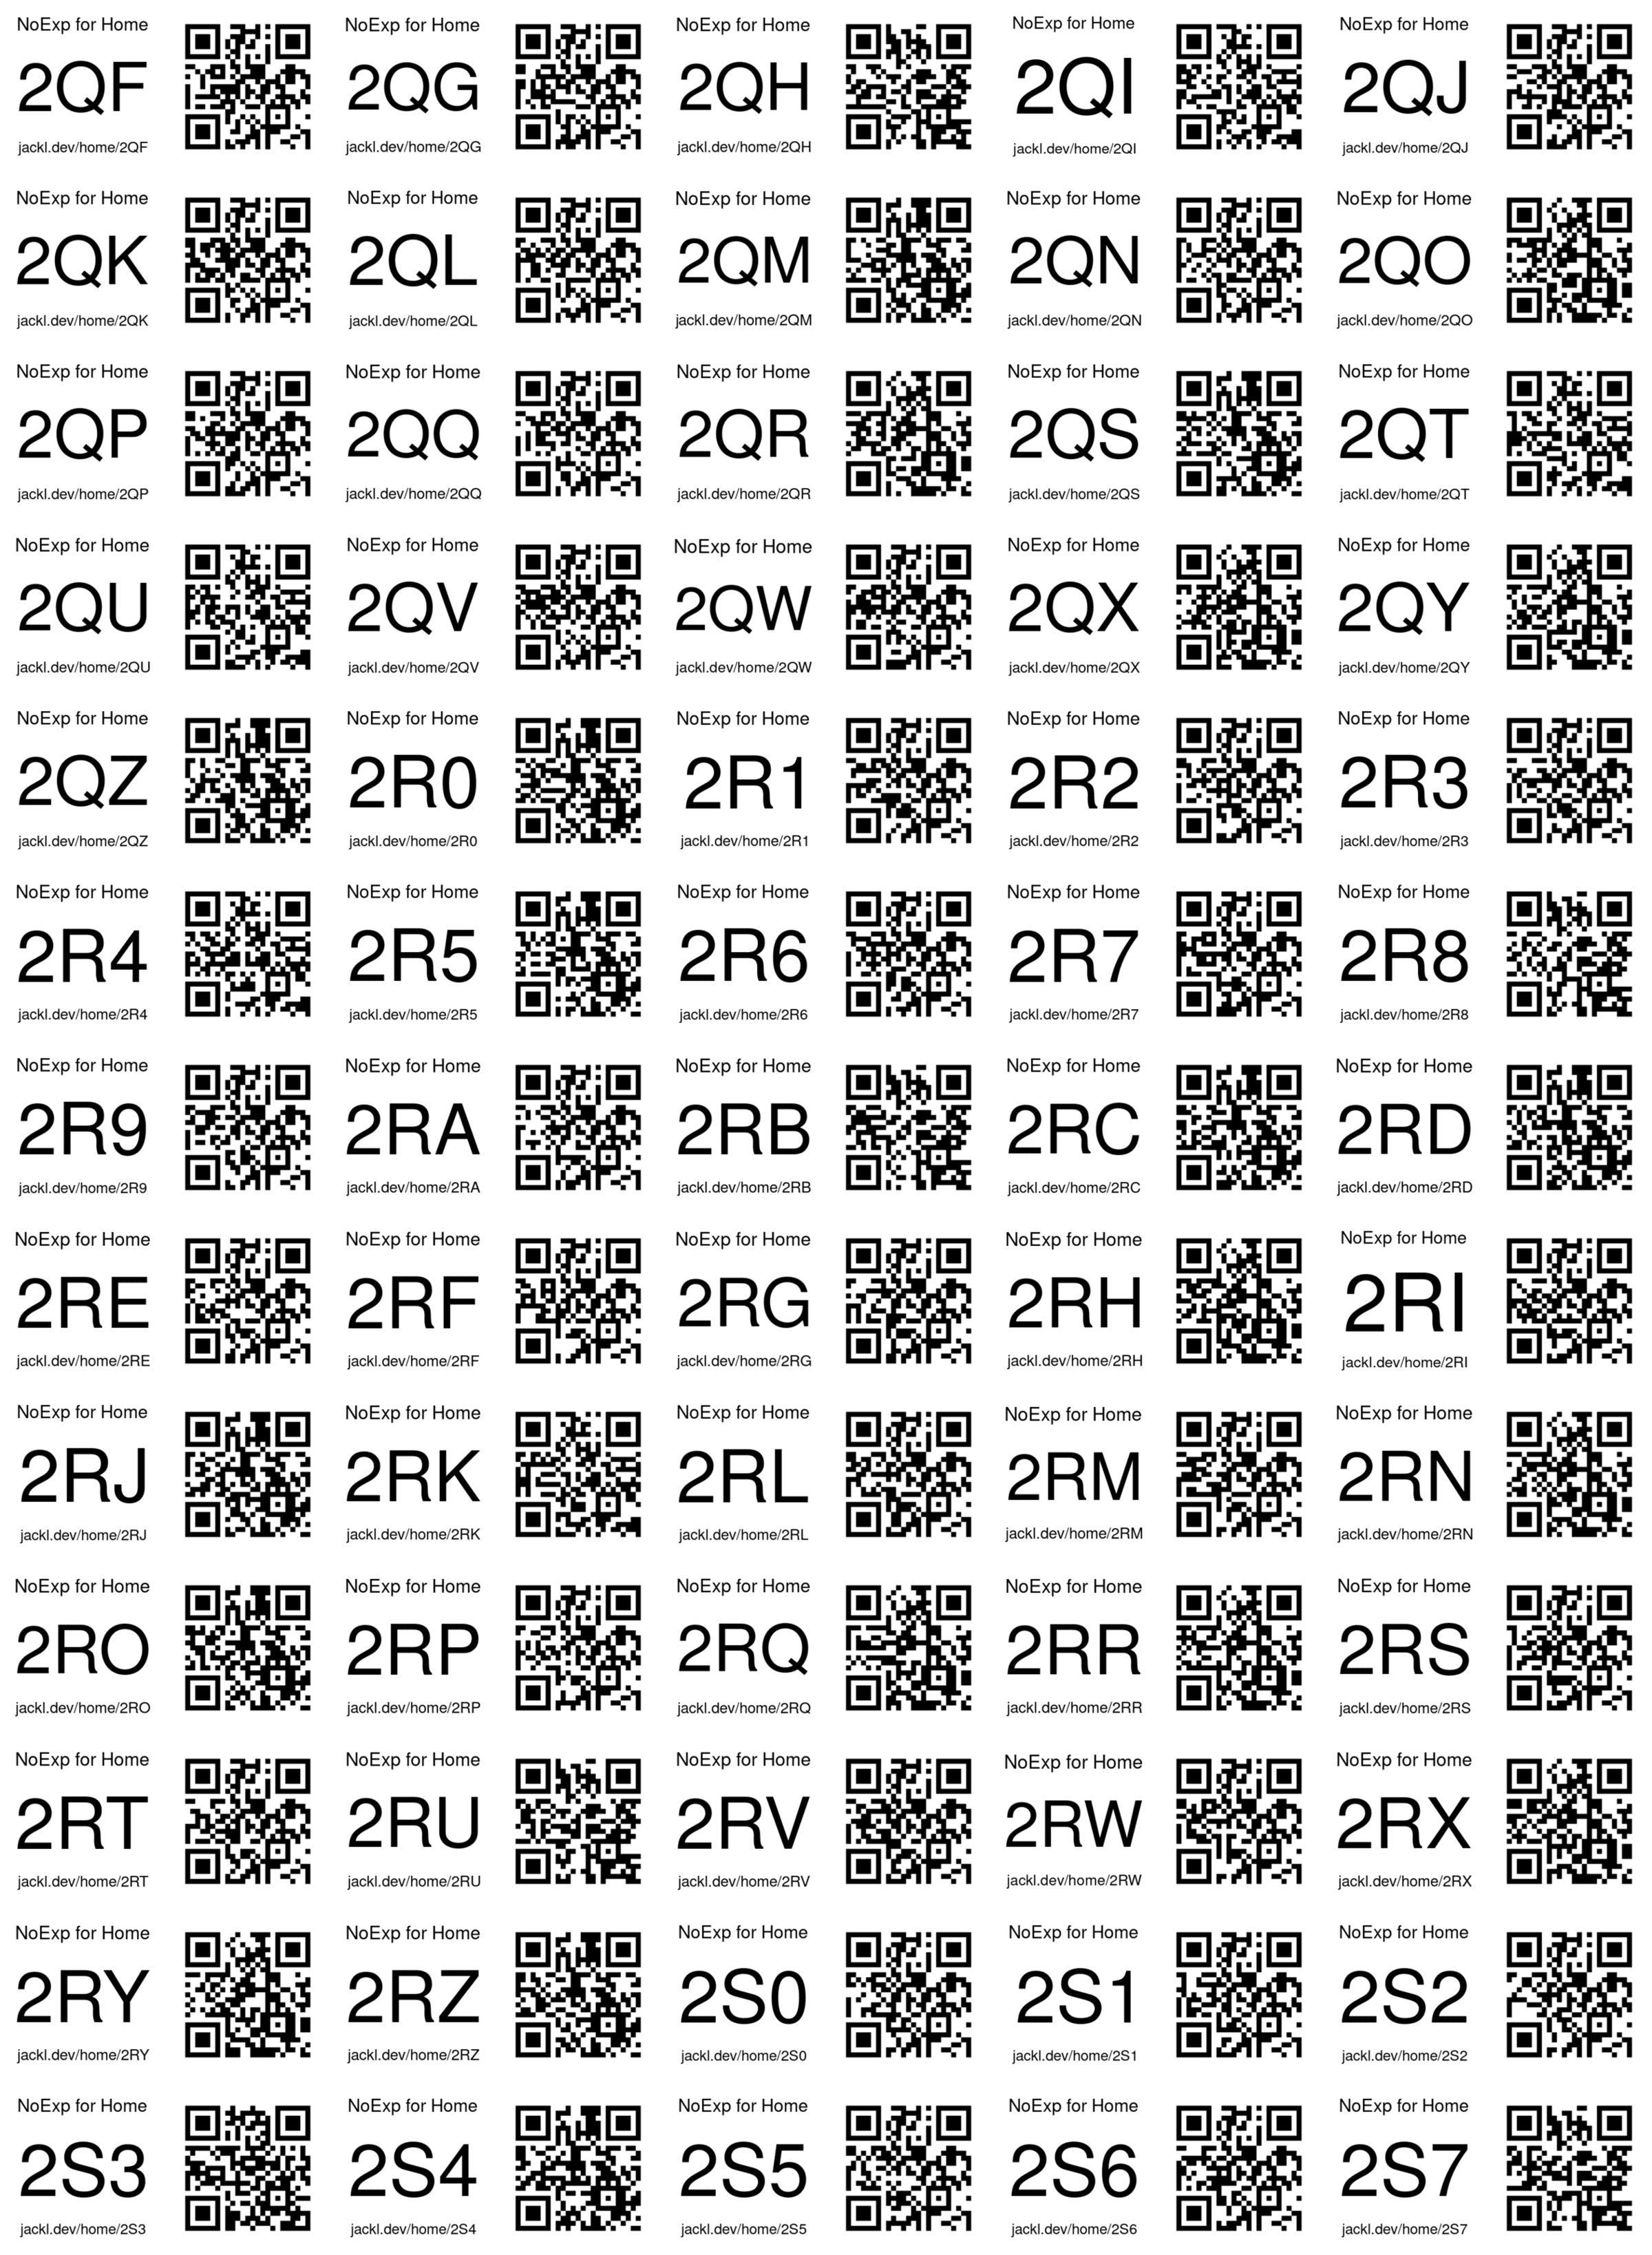 NoExp for Home NoExp for Home NoExp for Home NoExp for Home NoExp for Home
2QF 2QG 2QH 2QI 2QJ
jackl.dev/home/2QF jackl.dev/home/2QG jackl.dev/home/2QH jackl.dev/home/2QI jackl.dev/home/2QJ
NoExp for Home NoExp for Home NoExp for Home NoExp for Home NoExp for Home
2QK 2QL 2QM 2QN 2QO
jackl.dev/home/2QK jackl.dev/home/2QL jackl.dev/home/2QM jackl.dev/home/2QN jackl.dev/home/2QO
NoExp for Home NoExp for Home NoExp for Home NoExp for Home NoExp for Home
2QP 2QQ 2QR 2QS 2QT
jackl.dev/home/2QP jackl.dev/home/2QQ jackl.dev/home/2QR jackl.dev/home/2QS jackl.dev/home/2QT
NoExp for Home NoExp for Home NoExp for Home NoExp for Home NoExp for Home
2QU 2QV 2QW 2QX 2QY
jackl.dev/home/2QU jackl.dev/home/2QV jackl.dev/home/2QW jackl.dev/home/2QX jackl.dev/home/2QY
NoExp for Home NoExp for Home NoExp for Home NoExp for Home NoExp for Home
2QZ 2R0 2R1 2R2 2R3
jackl.dev/home/2QZ jackl.dev/home/2R0 jackl.dev/home/2R1 jackl.dev/home/2R2 jackl.dev/home/2R3
NoExp for Home NoExp for Home NoExp for Home NoExp for Home NoExp for Home
2R4 2R5 2R6 2R7 2R8
jackl.dev/home/2R4 jackl.dev/home/2R5 jackl.dev/home/2R6 jackl.dev/home/2R7 jackl.dev/home/2R8
NoExp for Home NoExp for Home NoExp for Home NoExp for Home NoExp for Home
2R9 2RA 2RB 2RC 2RD
jackl.dev/home/2R9 jackl.dev/home/2RA jackl.dev/home/2RB jackl.dev/home/2RC jackl.dev/home/2RD
NoExp for Home NoExp for Home NoExp for Home NoExp for Home NoExp for Home
2RE 2RF 2RG 2RH 2RI
jackl.dev/home/2RE jackl.dev/home/2RF jackl.dev/home/2RG jackl.dev/home/2RH jackl.dev/home/2RI
NoExp for Home NoExp for Home NoExp for Home NoExp for Home NoExp for Home
2RJ 2RK 2RL 2RM 2RN
jackl.dev/home/2RJ jackl.dev/home/2RK jackl.dev/home/2RL jackl.dev/home/2RM jackl.dev/home/2RN
NoExp for Home NoExp for Home NoExp for Home NoExp for Home NoExp for Home
2RO 2RP 2RQ 2RR 2RS
jackl.dev/home/2RO jackl.dev/home/2RP jackl.dev/home/2RQ jackl.dev/home/2RR jackl.dev/home/2RS
NoExp for Home NoExp for Home NoExp for Home NoExp for Home NoExp for Home
2RT 2RU 2RV 2RW 2RX
jackl.dev/home/2RT jackl.dev/home/2RU jackl.dev/home/2RV jackl.dev/home/2RW jackl.dev/home/2RX
NoExp for Home NoExp for Home NoExp for Home NoExp for Home NoExp for Home
2RY 2RZ 2S0 2S1 2S2
jackl.dev/home/2RY jackl.dev/home/2RZ jackl.dev/home/2S0 jackl.dev/home/2S1 jackl.dev/home/2S2
NoExp for Home NoExp for Home NoExp for Home NoExp for Home NoExp for Home
2S3 2S4 2S5 2S6 2S7
jackl.dev/home/2S3 jackl.dev/home/2S4 jackl.dev/home/2S5 jackl.dev/home/2S6 jackl.dev/home/2S7